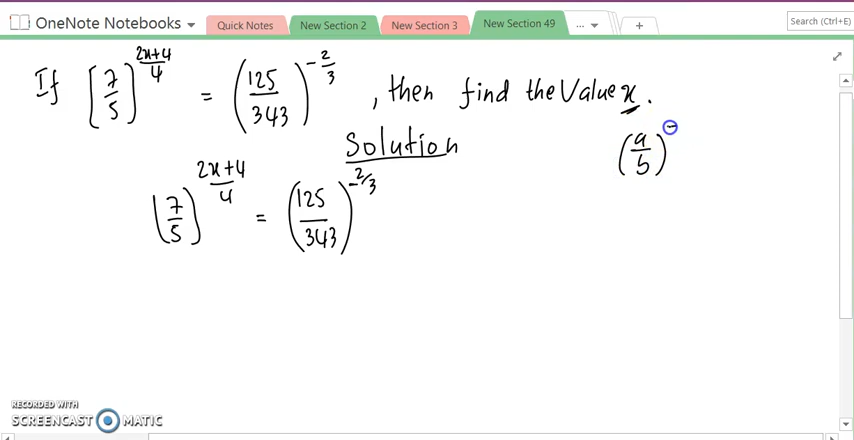 OneNote Notebooks Quick Notes New Section 2 New Section 3 New Section 49 ... + Search (Ctrl+E)
If [7/5]^((2x+4)/4) = (125/343)^(-2/3), then find the Value x.
Solution
(a/b)^-
(7/5)^((2x+4)/4) = (125/343)^(-2/3)
RECORDED WITH
SCREENCAST MATIC